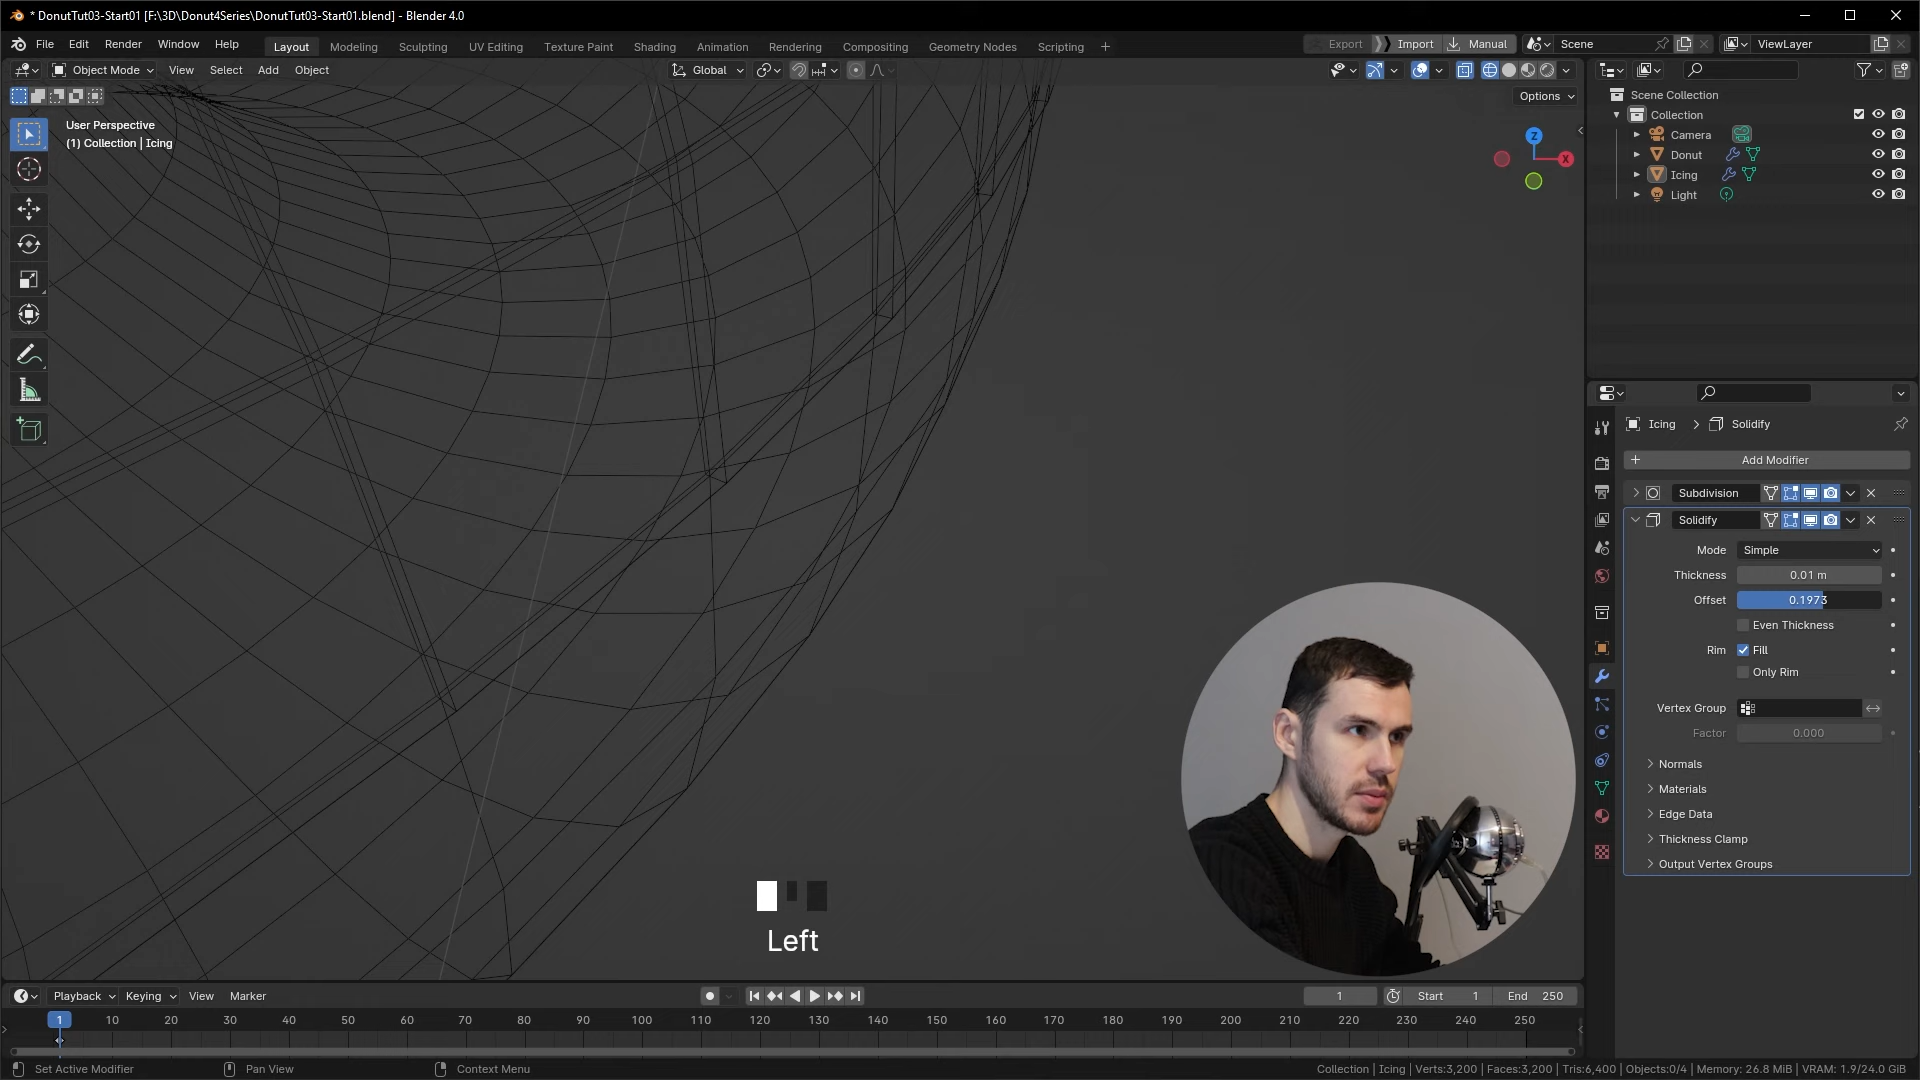 * DonutTut03-Start01 [F:\3D\Donut4Series\DonutTut03-Start01.blend] - Blender 4.0
File Edit Render Window Help Layout Modeling Sculpting UV Editing Texture Paint Shading Animation Rendering Compositing Geometry Nodes Scripting + Export Import Manual Scene ViewLayer
Object Mode View Select Add Object Global
Options
User Perspective
(1) Collection | Icing
Z
X
Scene Collection
Collection
Camera
Donut
Icing
Light
Icing > Solidify
+ Add Modifier
Subdivision
Solidify
Mode Simple
Thickness 0.01 m
Offset 0.1973
Even Thickness
Rim Fill
Only Rim
Vertex Group
Factor 0.000
Normals
Materials
Edge Data
Thickness Clamp
Output Vertex Groups
Left
Playback Keying View Marker 1 Start 1 End 250
1 10 20 30 40 50 60 70 80 90 100 110 120 130 140 150 160 170 180 190 200 210 220 230 240 250
Set Active Modifier Pan View Context Menu Collection | Icing | Verts:3,200 | Faces:3,200 | Tris:6,400 | Objects:0/4 | Memory: 26.8 MiB | VRAM: 1.9/24.0 GiB